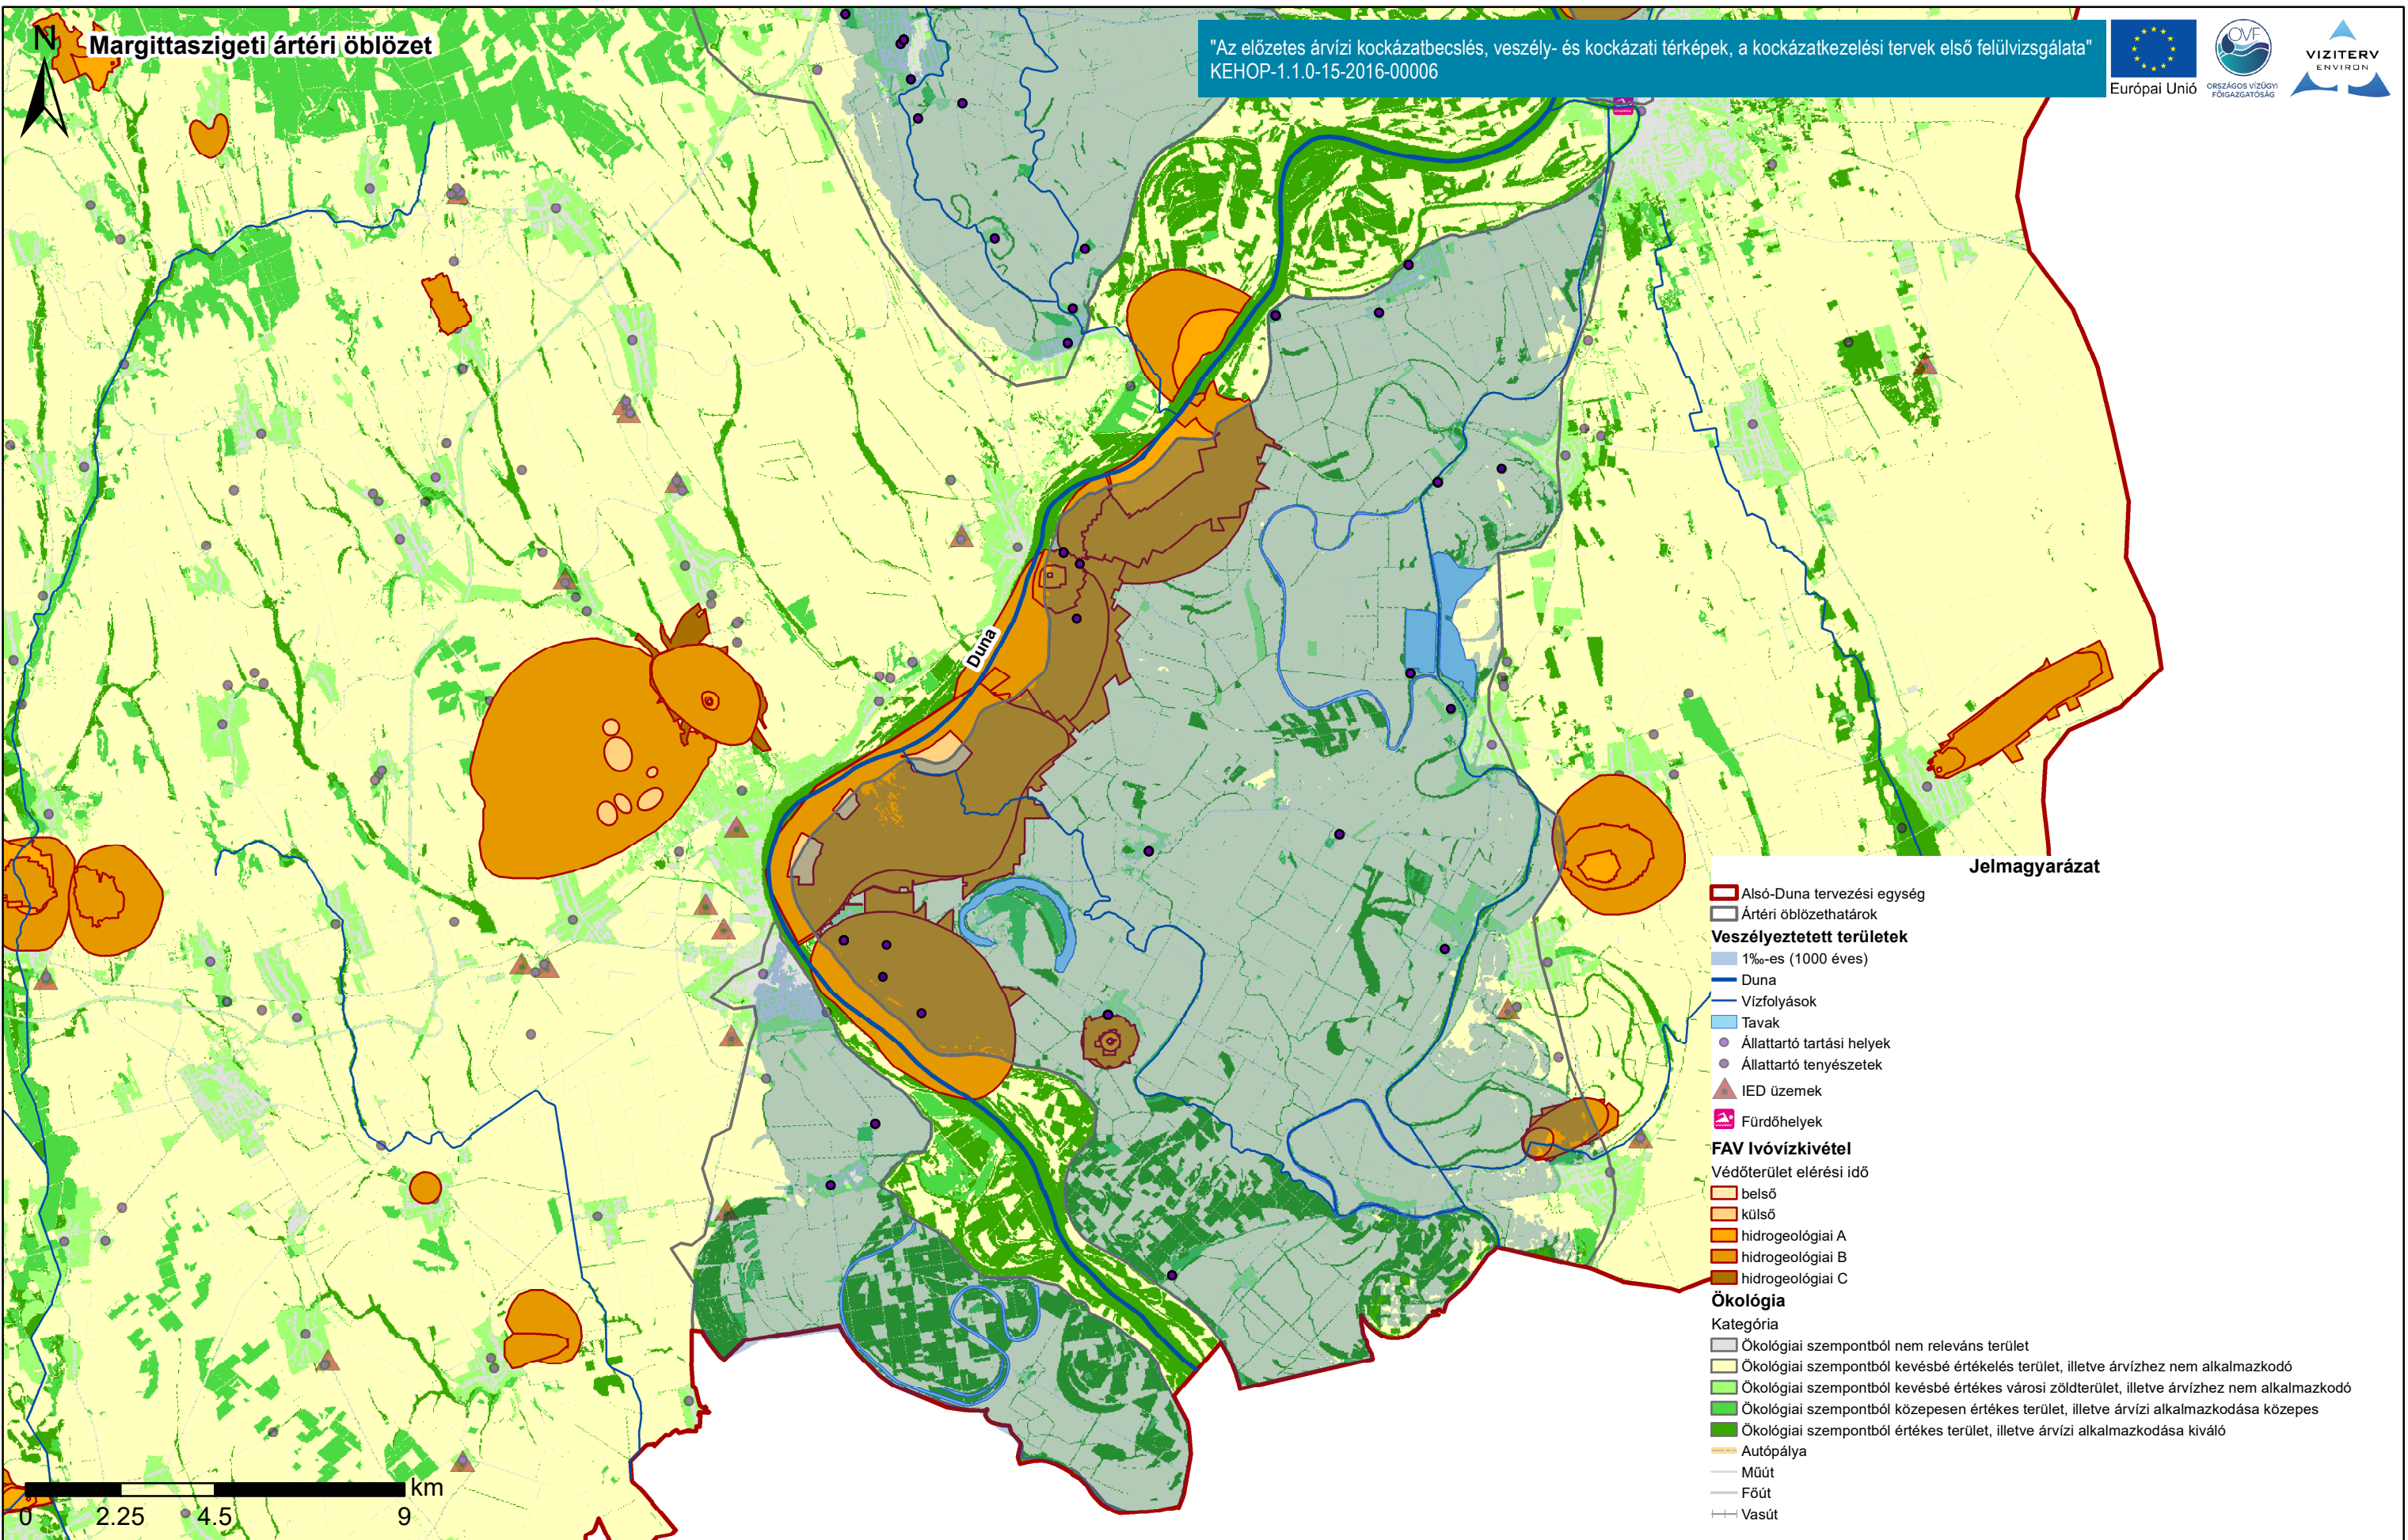 N
Margittaszigeti ártéri öblözet
"Az előzetes árvízi kockázatbecslés, veszély- és kockázati térképek, a kockázatkezelési tervek első felülvizsgálata"
KEHOP-1.1.0-15-2016-00006
Európai Unió
OVF
ORSZÁGOS VÍZÜGYI
FŐIGAZGATÓSÁG
VIZITERV
ENVIRON
Duna
Jelmagyarázat
Alsó-Duna tervezési egység
Ártéri öblözethatárok
Veszélyeztetett területek
1‰-es (1000 éves)
Duna
Vízfolyások
Tavak
Állattartó tartási helyek
Állattartó tenyészetek
IED üzemek
Fürdőhelyek
FAV Ivóvízkivétel
Védőterület elérési idő
belső
külső
hidrogeológiai A
hidrogeológiai B
hidrogeológiai C
Ökológia
Kategória
Ökológiai szempontból nem releváns terület
Ökológiai szempontból kevésbé értékelés terület, illetve árvízhez nem alkalmazkodó
Ökológiai szempontból kevésbé értékes városi zöldterület, illetve árvízhez nem alkalmazkodó
Ökológiai szempontból közepesen értékes terület, illetve árvízi alkalmazkodása közepes
Ökológiai szempontból értékes terület, illetve árvízi alkalmazkodása kiváló
Autópálya
Műút
Főút
Vasút
km
0 2.25 4.5 9